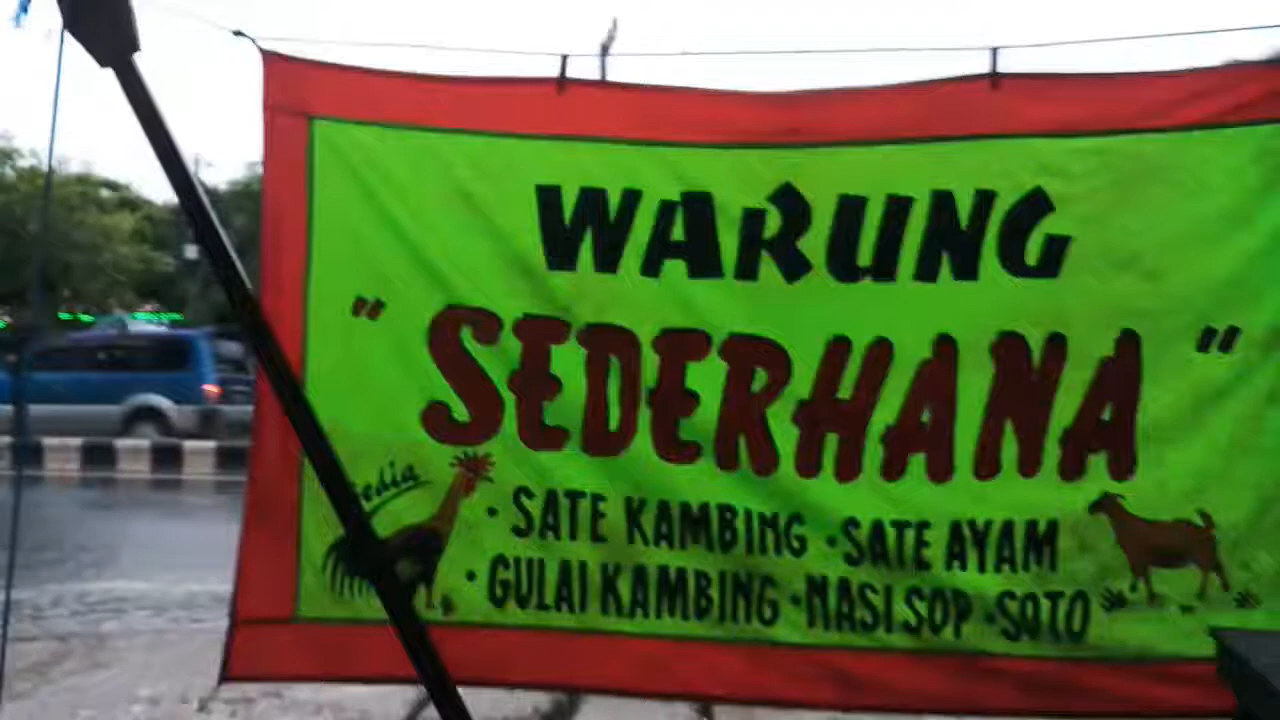 WARUNG
" SEDERHANA "
• SATE KAMBING • SATE AYAM
• GULAI KAMBING • NASI SOP • SOTO